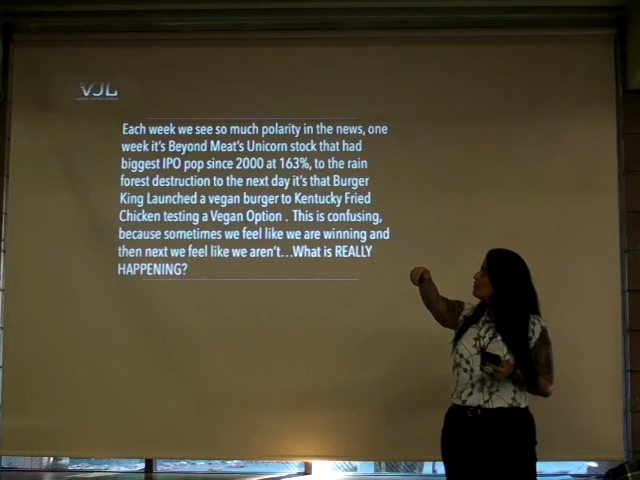 VJL
Each week we see so much polarity in the news, one
week it's Beyond Meat's Unicorn stock that had
biggest IPO pop since 2000 at 163%, to the rain
forest destruction to the next day it's that Burger
King Launched a vegan burger to Kentucky Fried
Chicken testing a Vegan Option . This is confusing,
because sometimes we feel like we are winning and
then next we feel like we aren't...What is REALLY
HAPPENING?